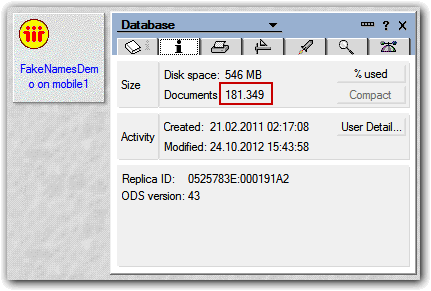 FakeNamesDem
o on mobile1
Database
? X
i i
Size
Disk space: 546 MB
% used
Documents 181.349
Compact
Activity
Created: 21.02.2011 02:17:08
User Detail...
Modified: 24.10.2012 15:43:58
Replica ID: 0525783E:000191A2
ODS version: 43